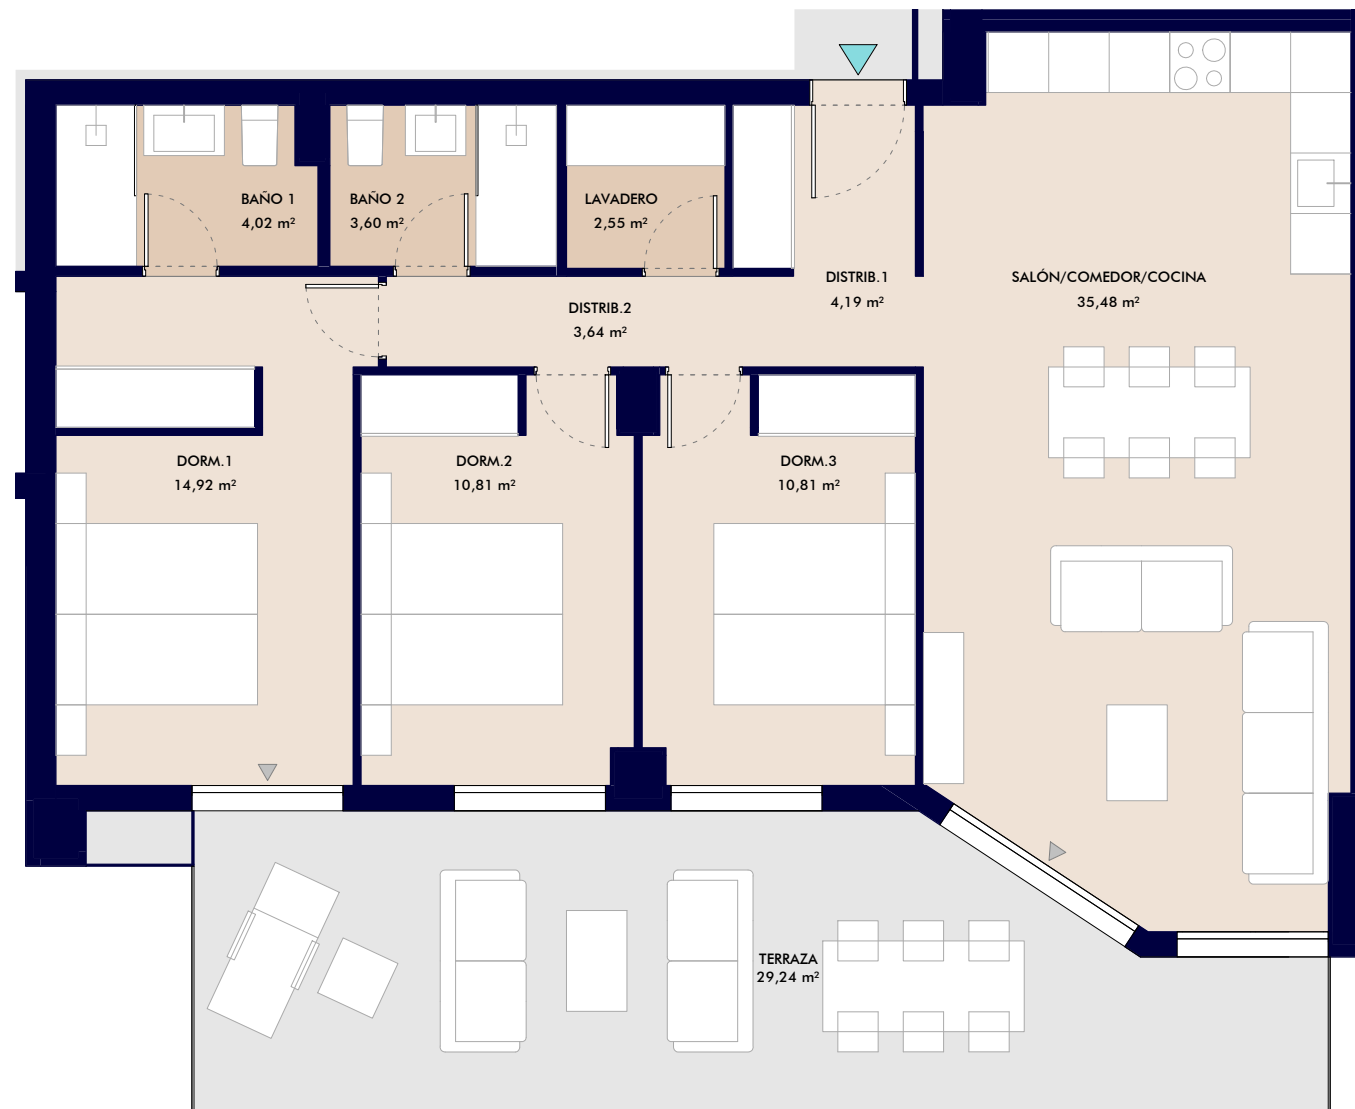 BAÑO 1
4,02 m²
BAÑO 2
3,60 m²
LAVADERO
2,55 m²
DISTRIB.1
4,19 m²
SALÓN/COMEDOR/COCINA
35,48 m²
DISTRIB.2
3,64 m²
DORM.1
14,92 m²
DORM.2
10,81 m²
DORM.3
10,81 m²
TERRAZA
29,24 m²